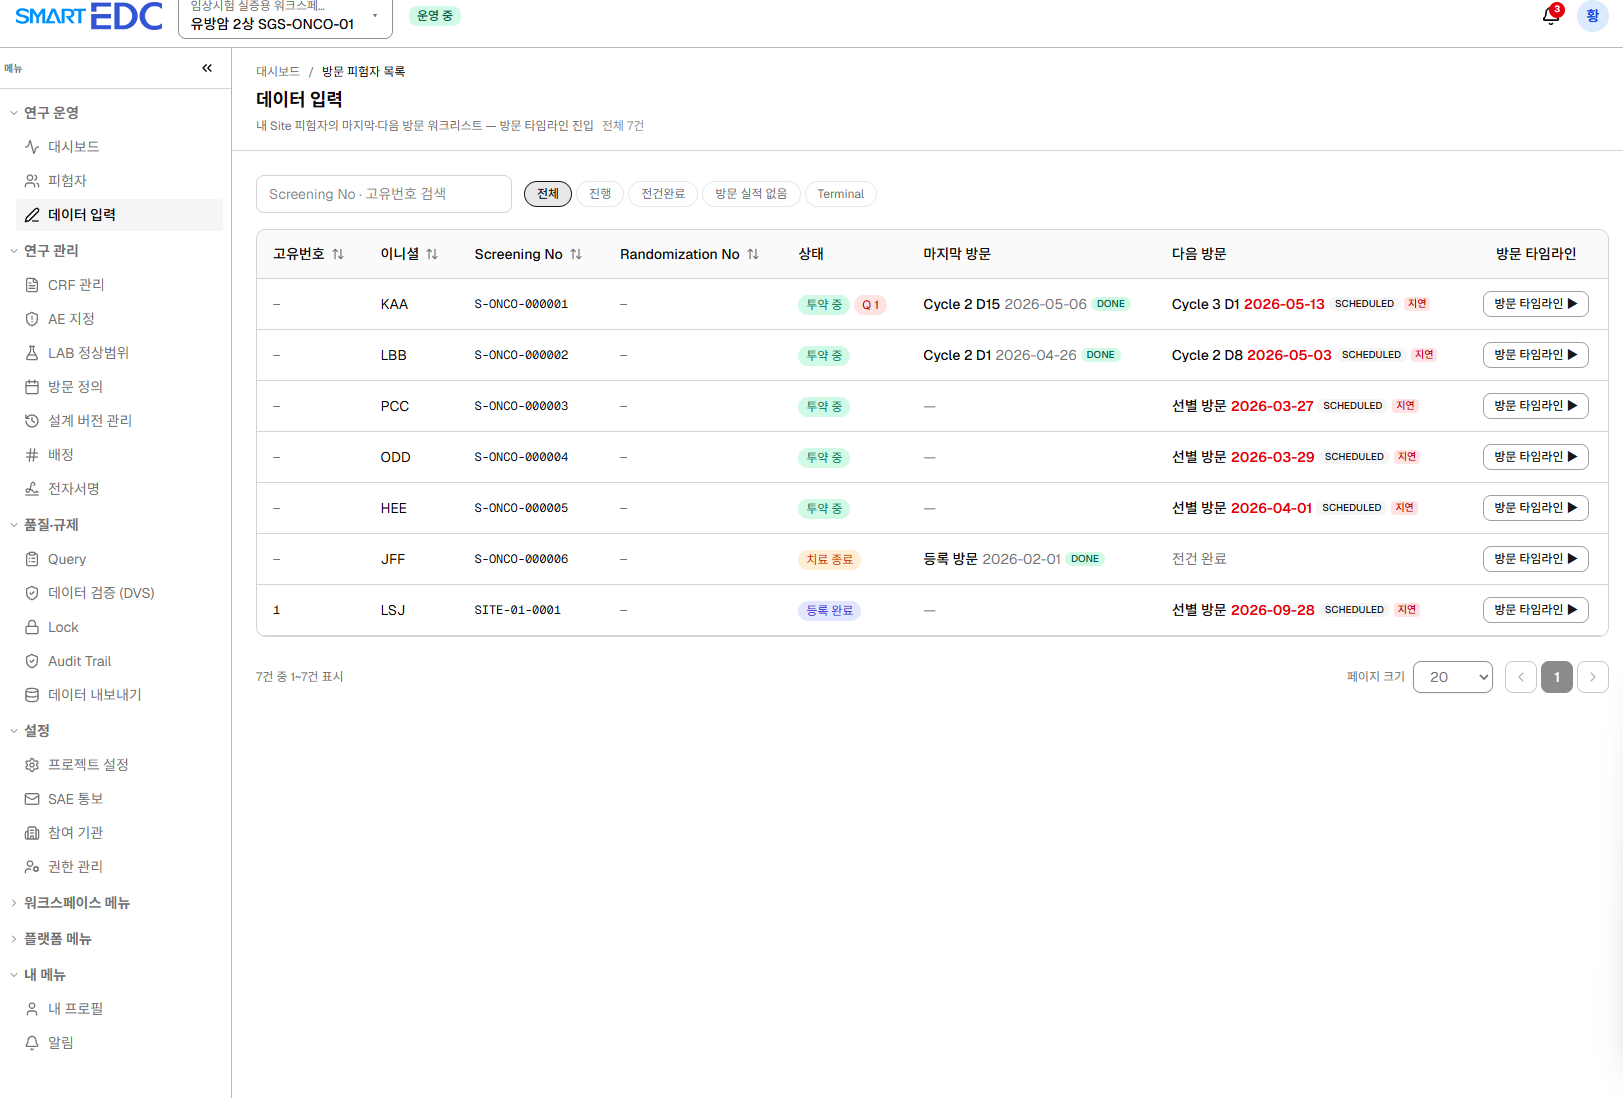 SMART EDC
임상시험 실증용 워크스페...
유방암 2상 SGS-ONCO-01
운영 중
3
황
메뉴
연구 운영
대시보드
피험자
데이터 입력
연구 관리
CRF 관리
AE 지정
LAB 정상범위
방문 정의
설계 버전 관리
배정
전자서명
품질·규제
Query
데이터 검증 (DVS)
Lock
Audit Trail
데이터 내보내기
설정
프로젝트 설정
SAE 통보
참여 기관
권한 관리
워크스페이스 메뉴
플랫폼 메뉴
내 메뉴
내 프로필
알림
대시보드 / 방문 피험자 목록
데이터 입력
내 Site 피험자의 마지막·다음 방문 워크리스트 — 방문 타임라인 진입 전체 7건
Screening No · 고유번호 검색
전체 진행 전건완료 방문 실적 없음 Terminal
고유번호 이니셜 Screening No Randomization No 상태 마지막 방문 다음 방문 방문 타임라인
– KAA S-ONCO-000001 – 투약 중 Q 1 Cycle 2 D15 2026-05-06 DONE Cycle 3 D1 2026-05-13 SCHEDULED 지연 방문 타임라인 ▶
– LBB S-ONCO-000002 – 투약 중 Cycle 2 D1 2026-04-26 DONE Cycle 2 D8 2026-05-03 SCHEDULED 지연 방문 타임라인 ▶
– PCC S-ONCO-000003 – 투약 중 — 선별 방문 2026-03-27 SCHEDULED 지연 방문 타임라인 ▶
– ODD S-ONCO-000004 – 투약 중 — 선별 방문 2026-03-29 SCHEDULED 지연 방문 타임라인 ▶
– HEE S-ONCO-000005 – 투약 중 — 선별 방문 2026-04-01 SCHEDULED 지연 방문 타임라인 ▶
– JFF S-ONCO-000006 – 치료 종료 등록 방문 2026-02-01 DONE 전건 완료 방문 타임라인 ▶
1 LSJ SITE-01-0001 – 등록 완료 — 선별 방문 2026-09-28 SCHEDULED 지연 방문 타임라인 ▶
7건 중 1~7건 표시
페이지 크기 20 1